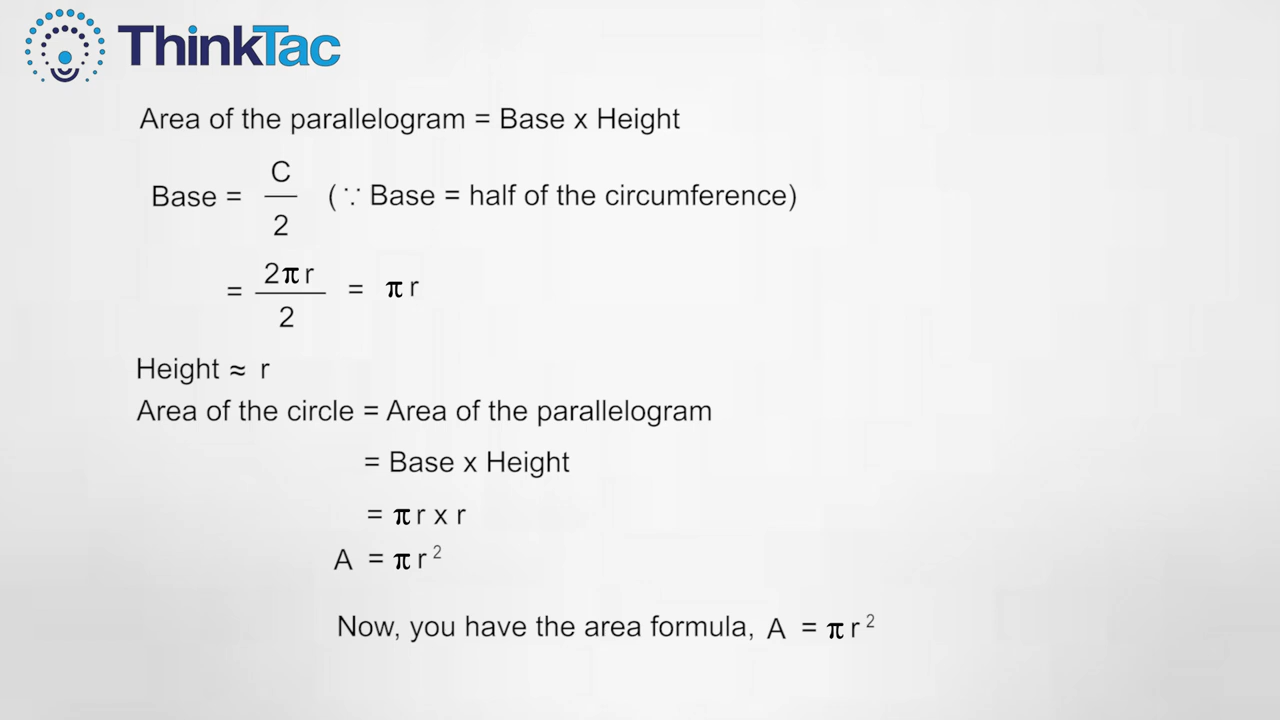 ThinkTac
Area of the parallelogram = Base x Height
Base = C/2 (∵ Base = half of the circumference)
= 2πr/2 = πr
Height ≈ r
Area of the circle = Area of the parallelogram
= Base x Height
= πr x r
A = πr²
Now, you have the area formula, A = πr²